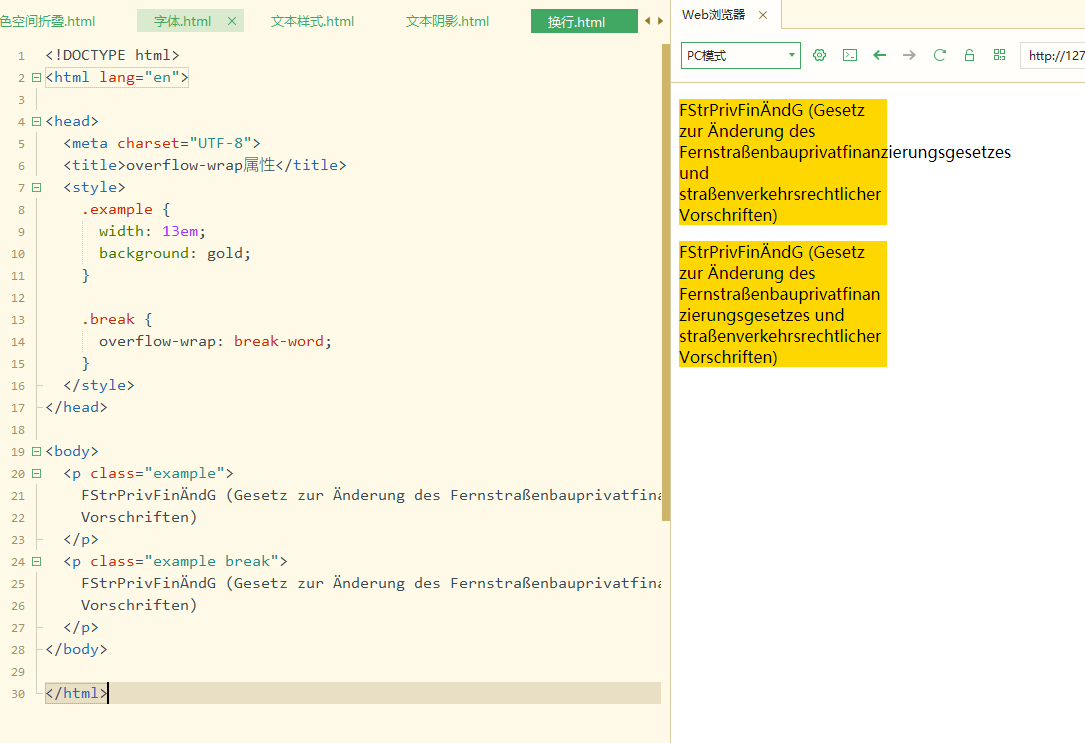 色空间折叠.html 字体.html 文本样式.html 文本阴影.html 换行.html
1 <!DOCTYPE html>
2 <html lang="en">
3
4 <head>
5 <meta charset="UTF-8">
6 <title>overflow-wrap属性</title>
7 <style>
8 .example {
9 width: 13em;
10 background: gold;
11 }
12
13 .break {
14 overflow-wrap: break-word;
15 }
16 </style>
17 </head>
18
19 <body>
20 <p class="example">
21 FStrPrivFinÄndG (Gesetz zur Änderung des Fernstraßenbauprivatfina
22 Vorschriften)
23 </p>
24 <p class="example break">
25 FStrPrivFinÄndG (Gesetz zur Änderung des Fernstraßenbauprivatfina
26 Vorschriften)
27 </p>
28 </body>
29
30 </html>
Web浏览器
PC模式 http://127
FStrPrivFinÄndG (Gesetz
zur Änderung des
Fernstraßenbauprivatfinanzierungsgesetzes
und
straßenverkehrsrechtlicher
Vorschriften)
FStrPrivFinÄndG (Gesetz
zur Änderung des
Fernstraßenbauprivatfinan
zierungsgesetzes und
straßenverkehrsrechtlicher
Vorschriften)